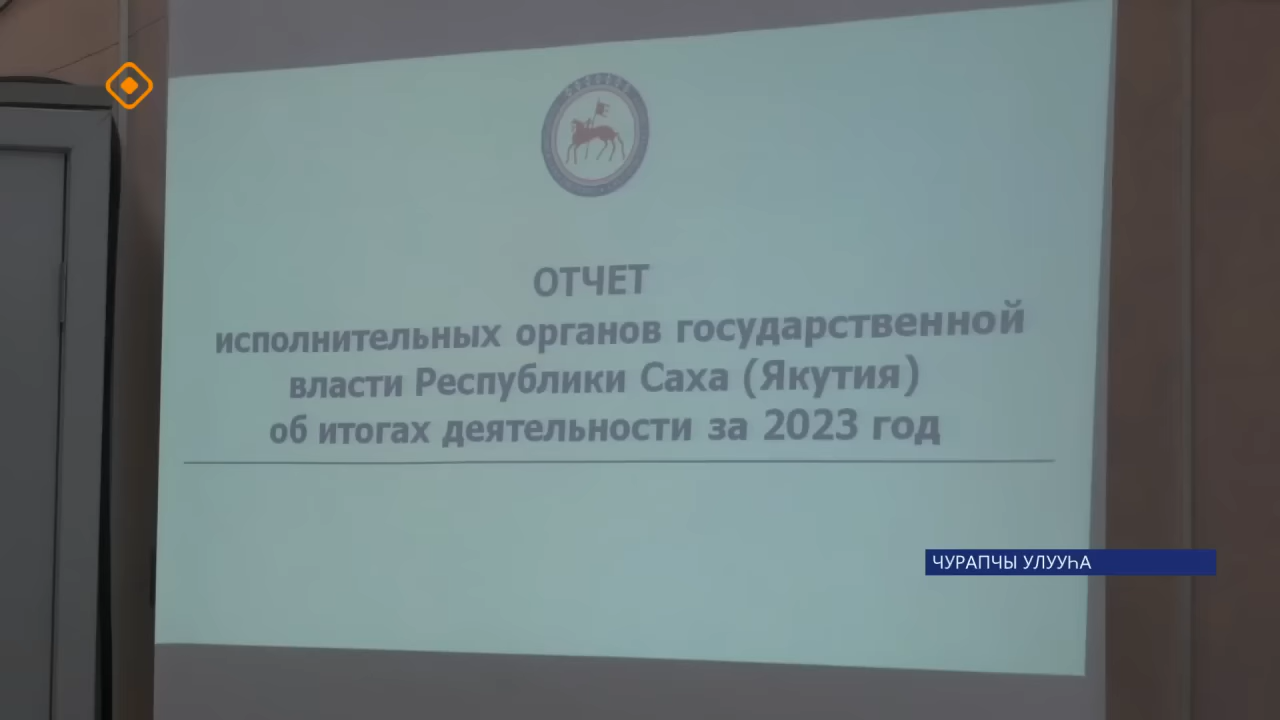 ОТЧЕТ
исполнительных органов государственной
власти Республики Саха (Якутия)
об итогах деятельности за 2023 год
ЧУРАПЧЫ УЛУУҺА